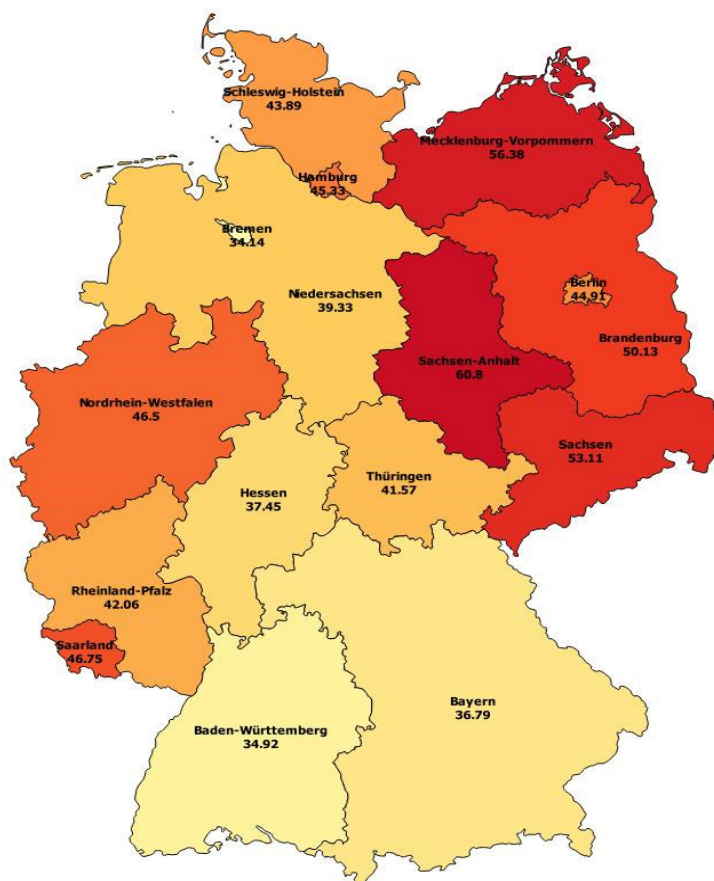 Schleswig-Holstein
43.89
Mecklenburg-Vorpommern
56.38
Hamburg
45.33
Bremen
34.14
Berlin
44.91
Niedersachsen
39.33
Brandenburg
50.13
Sachsen-Anhalt
60.8
Nordrhein-Westfalen
46.5
Sachsen
53.11
Thüringen
41.57
Hessen
37.45
Rheinland-Pfalz
42.06
Saarland
46.75
Bayern
36.79
Baden-Württemberg
34.92